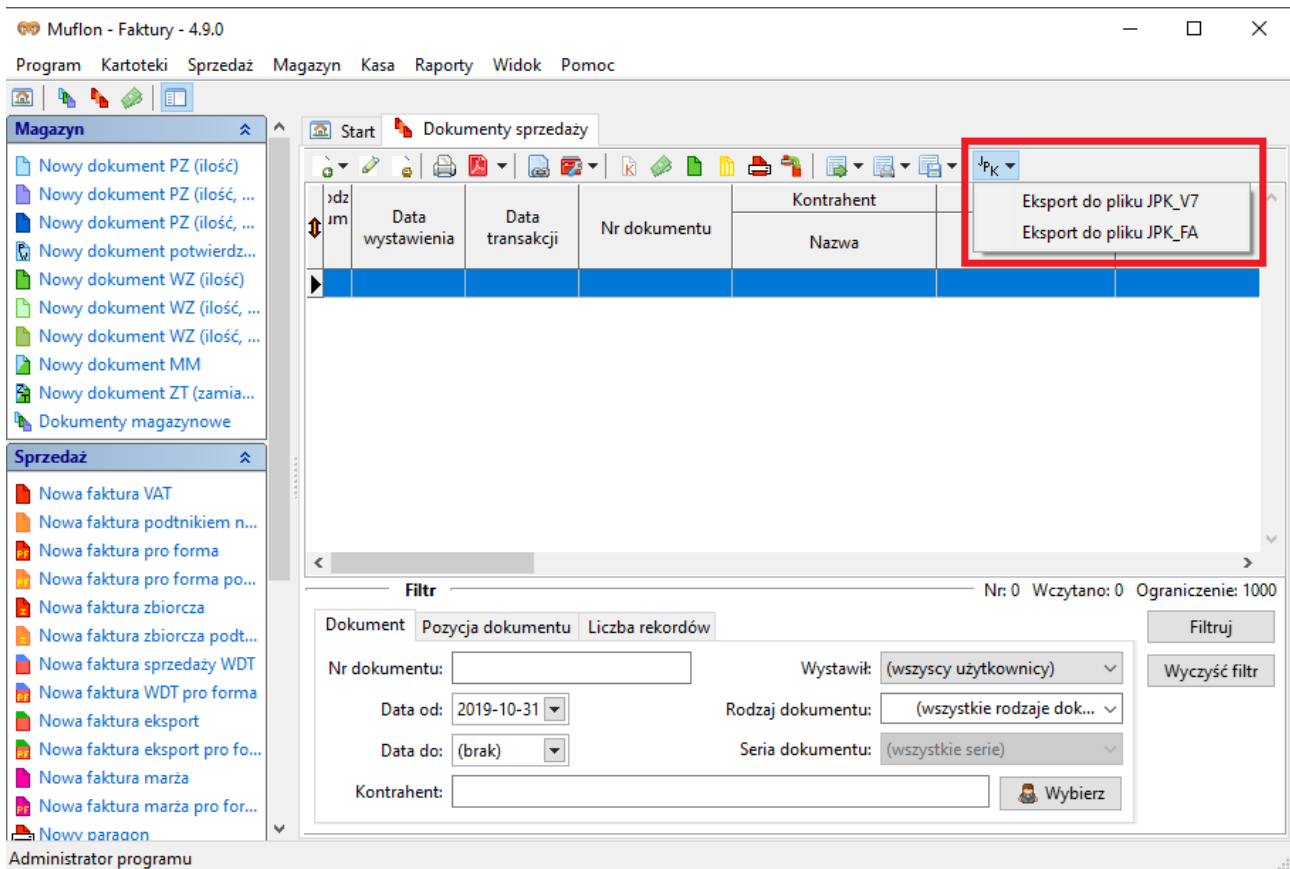 Muflon - Faktury - 4.9.0
Program Kartoteki Sprzedaż Magazyn Kasa Raporty Widok Pomoc
Magazyn
Nowy dokument PZ (ilość)
Nowy dokument PZ (ilość, ...
Nowy dokument PZ (ilość, ...
Nowy dokument potwierdz...
Nowy dokument WZ (ilość)
Nowy dokument WZ (ilość, ...
Nowy dokument WZ (ilość, ...
Nowy dokument MM
Nowy dokument ZT (zamia...
Dokumenty magazynowe
Sprzedaż
Nowa faktura VAT
Nowa faktura podtnikiem n...
Nowa faktura pro forma
Nowa faktura pro forma po...
Nowa faktura zbiorcza
Nowa faktura zbiorcza podt...
Nowa faktura sprzedaży WDT
Nowa faktura WDT pro forma
Nowa faktura eksport
Nowa faktura eksport pro fo...
Nowa faktura marża
Nowa faktura marża pro for...
Nowy paragon
Start Dokumenty sprzedaży
JPK
Eksport do pliku JPK_V7
Eksport do pliku JPK_FA
Data wystawienia
Data transakcji
Nr dokumentu
Kontrahent
Nazwa
Filtr
Nr: 0 Wczytano: 0 Ograniczenie: 1000
Dokument Pozycja dokumentu Liczba rekordów
Filtruj
Wyczyść filtr
Nr dokumentu:
Wystawił: (wszyscy użytkownicy)
Data od: 2019-10-31
Rodzaj dokumentu: (wszystkie rodzaje dok...
Data do: (brak)
Seria dokumentu: (wszystkie serie)
Kontrahent:
Wybierz
Administrator programu